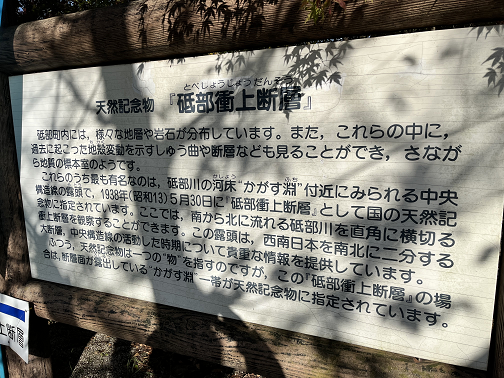 とべしょうじょうだんそう
天然記念物 『砥部衝上断層』
砥部町内には，様々な地層や岩石が分布しています。また，これらの中に，
過去に起こった地殻変動を示すしゅう曲や断層なども見ることができ，さなが
ら地質の標本室のようです。
かしょう ふち
これらのうち最も有名なのは，砥部川の河床“かがす淵”付近にみられる中央
構造線の露頭で，1938年(昭和13)5月30日に『砥部衝上断層』として国の天然記
念物に指定されています。ここでは，南から北に流れる砥部川を直角に横切る
衝上断層を観察することができます。この露頭は，西南日本を南北に二分する
大断層，中央構造線の活動した時期について貴重な情報を提供しています。
ふつう，天然記念物は一つの“物”を指すのですが，この『砥部衝上断層』の場
合は，断層面が露出している“かがす淵”一帯が天然記念物に指定されています。
上断層